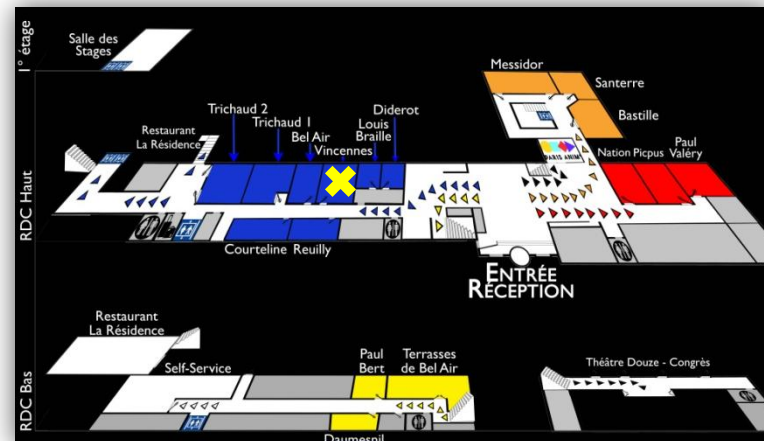 1° étage
Salle des
Stages
Messidor
Santerre
Bastille
Trichaud 2
Trichaud 1
Bel Air
Vincennes
Louis
Braille
Diderot
Restaurant
La Résidence
PARIS ANIM'
Nation Picpus
Paul
Valéry
RDC Haut
Courteline Reuilly
ENTRÉE
RÉCEPTION
Restaurant
La Résidence
Self-Service
Paul
Bert
Terrasses
de Bel Air
Théâtre Douze - Congrès
RDC Bas
Daumesnil